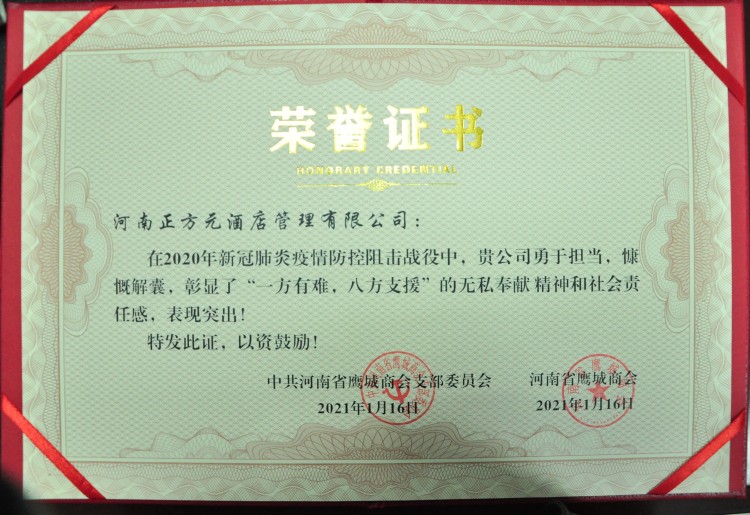 荣誉证书
HONORARY CREDENTIAL
河南正方元酒店管理有限公司：
在2020年新冠肺炎疫情防控阻击战役中，贵公司勇于担当，慷
慨解囊，彰显了“一方有难，八方支援”的无私奉献精神和社会责
任感，表现突出！
特发此证，以资鼓励！
中共河南省鹰城商会支部委员会
2021年1月16日
河南省鹰城商会
2021年1月16日